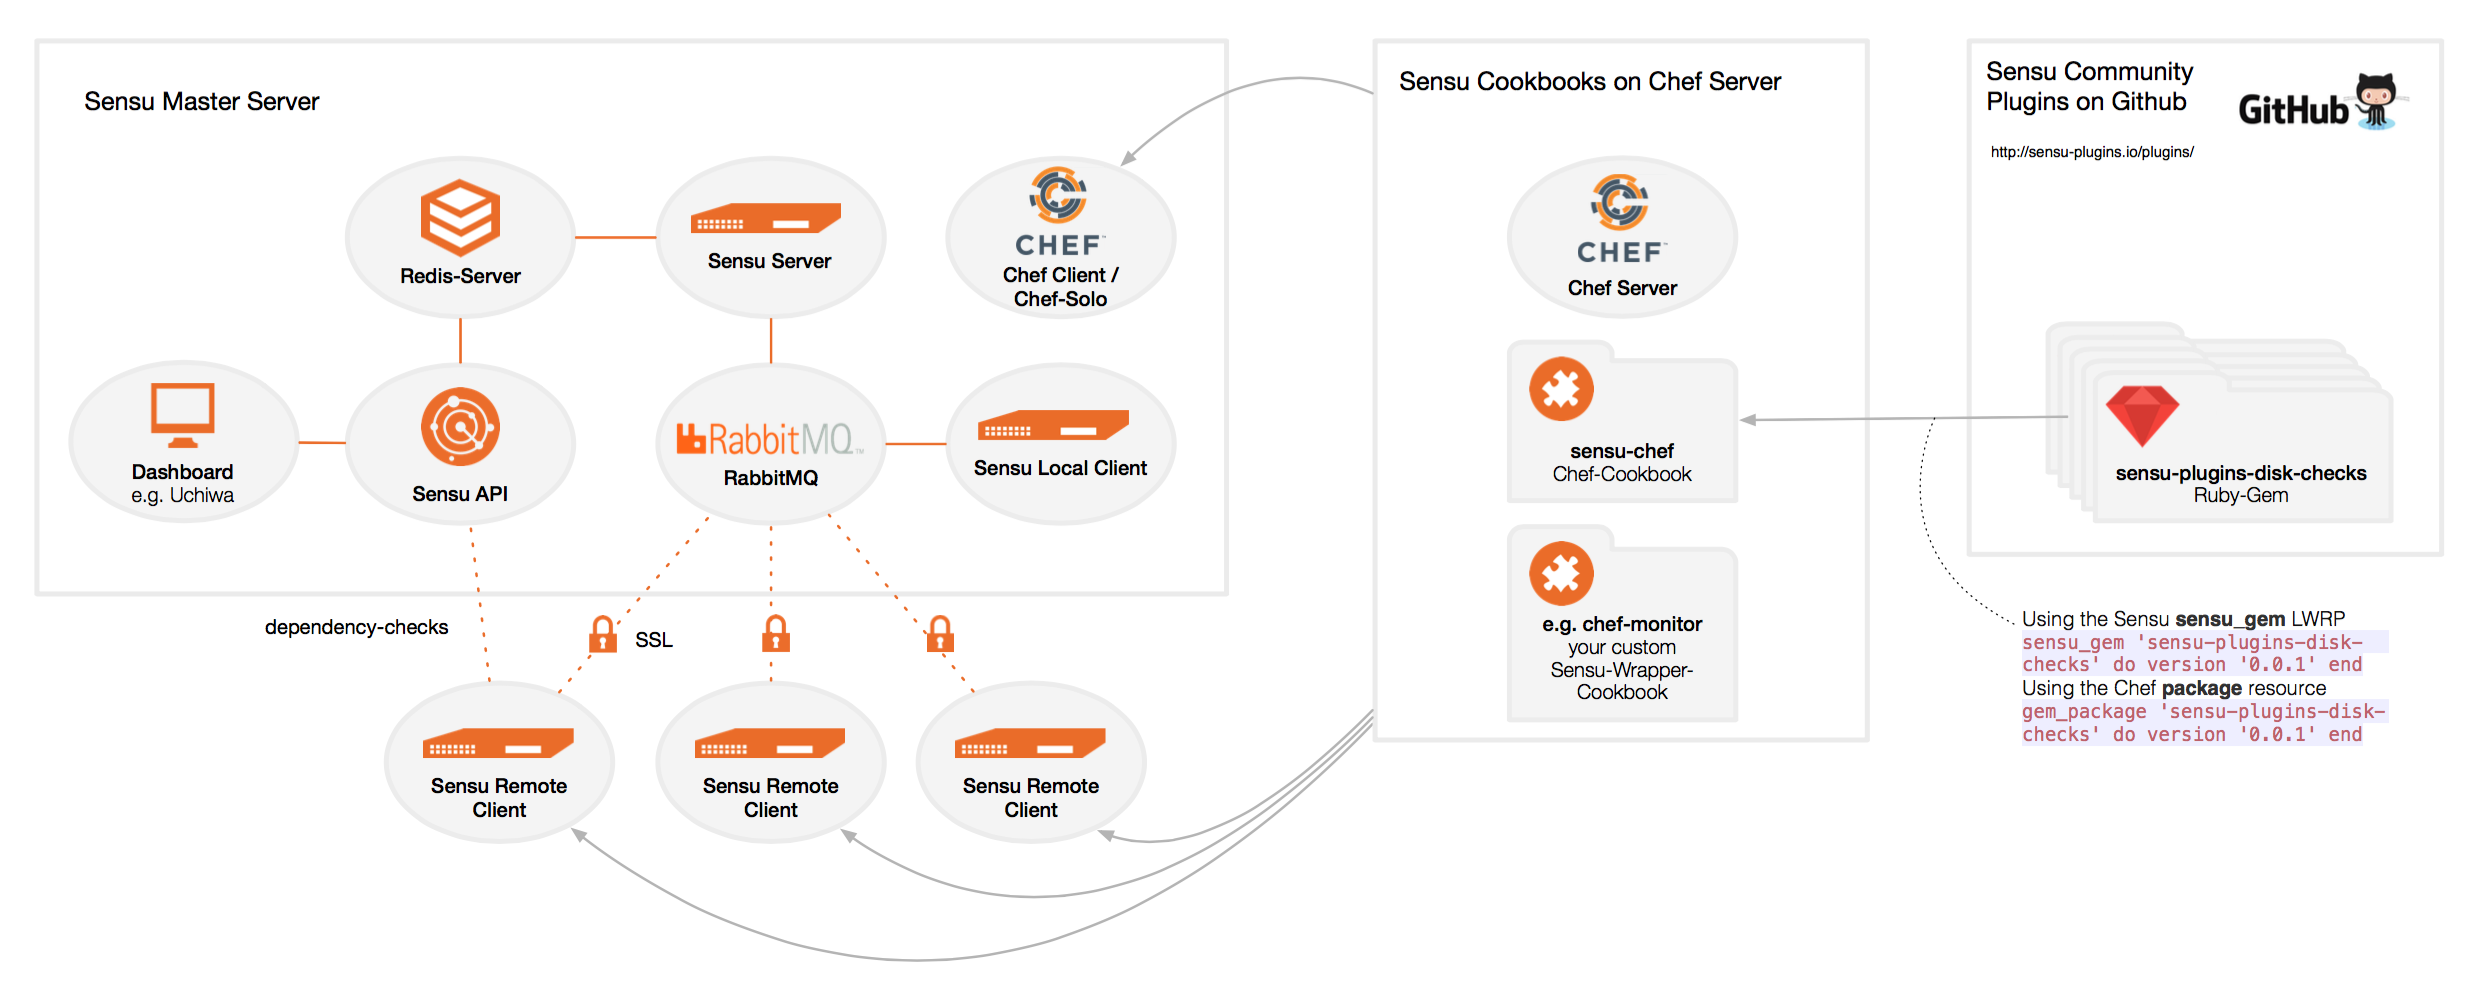 Sensu Master Server
Redis-Server
Sensu Server
CHEF™
Chef Client /
Chef-Solo
Dashboard
e.g. Uchiwa
Sensu API
RabbitMQ™
RabbitMQ
Sensu Local Client
dependency-checks
SSL
Sensu Remote
Client
Sensu Remote
Client
Sensu Remote
Client
Sensu Cookbooks on Chef Server
CHEF™
Chef Server
sensu-chef
Chef-Cookbook
e.g. chef-monitor
your custom
Sensu-Wrapper-
Cookbook
Sensu Community
Plugins on Github
GitHub
http://sensu-plugins.io/plugins/
sensu-plugins-disk-checks
Ruby-Gem
Using the Sensu sensu_gem LWRP
sensu_gem 'sensu-plugins-disk-
checks' do version '0.0.1' end
Using the Chef package resource
gem_package 'sensu-plugins-disk-
checks' do version '0.0.1' end